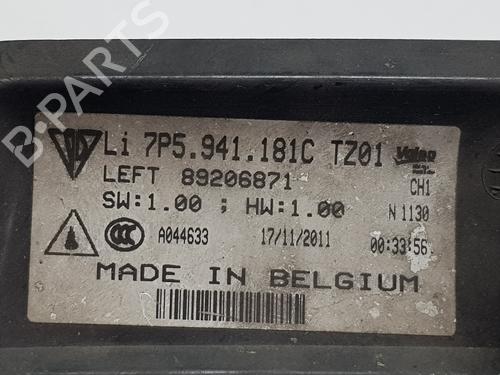 Li 7P5.941.181C TZ01 Valeo
LEFT 89206871 CH1
SW:1.00 ; HW:1.00 N 1130
CCC A044633 17/11/2011 00:33:56
MADE IN BELGIUM